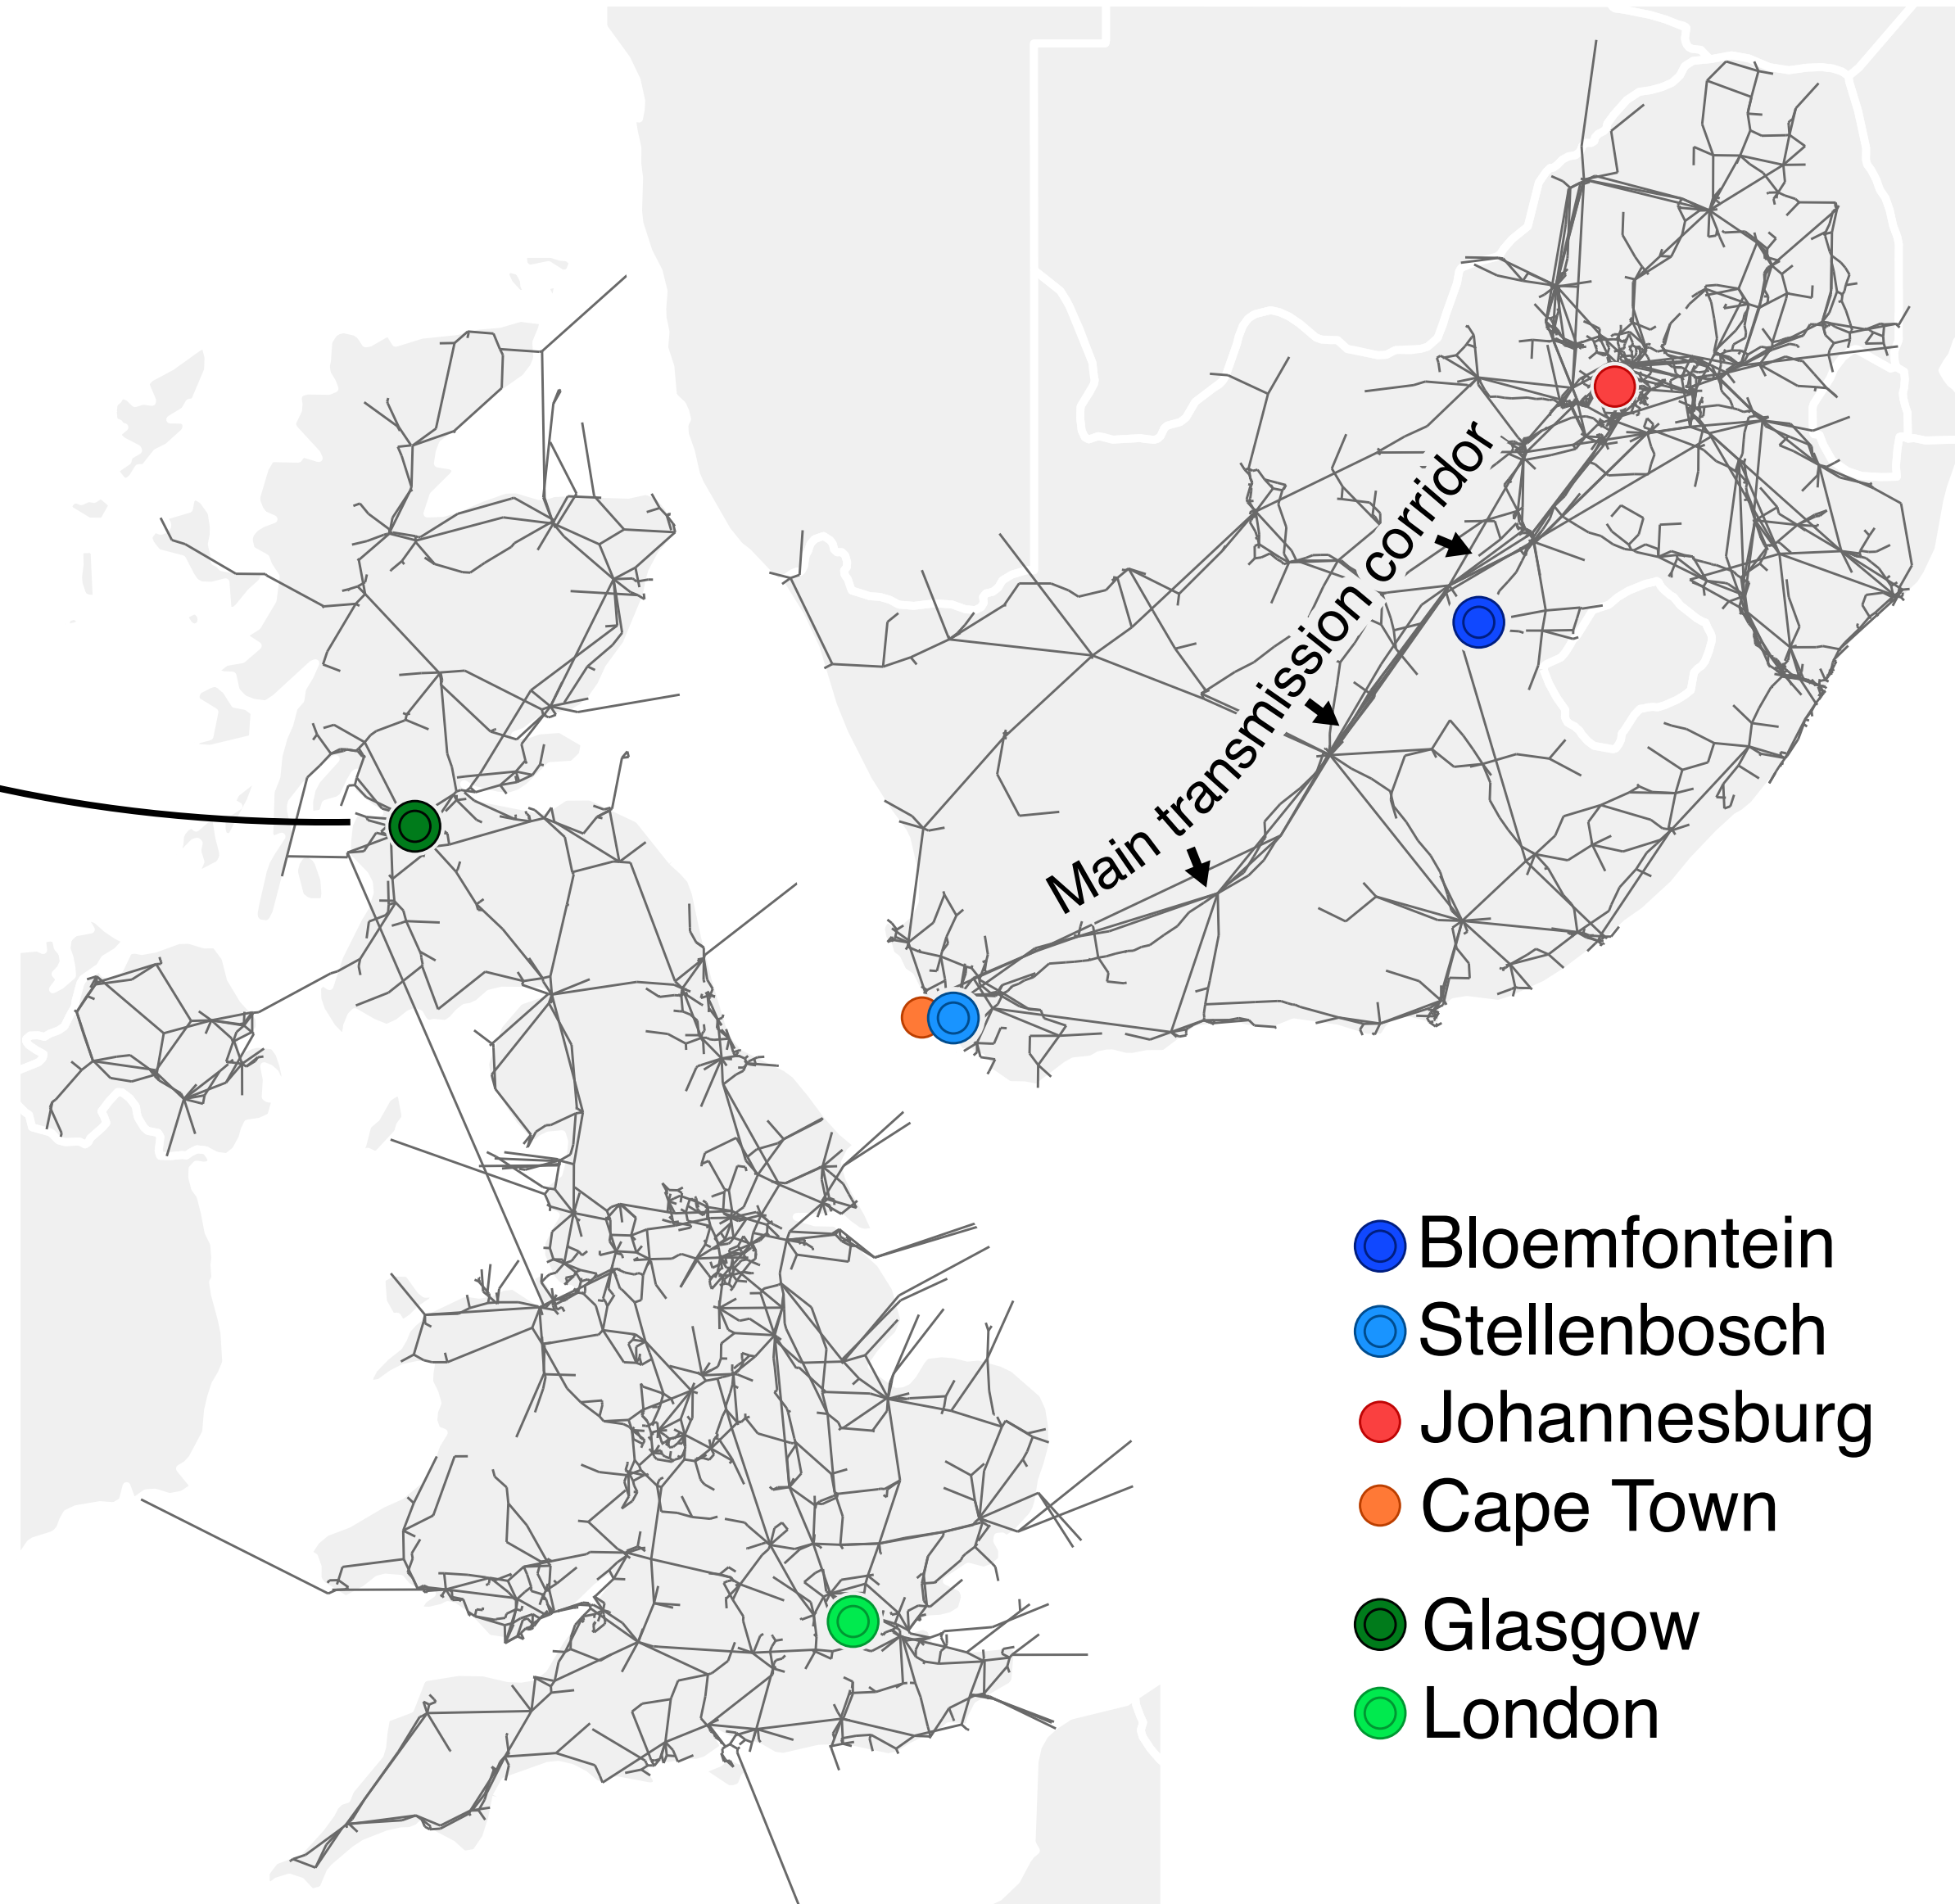 Main transmission corridor
Bloemfontein
Stellenbosch
Johannesburg
Cape Town
Glasgow
London